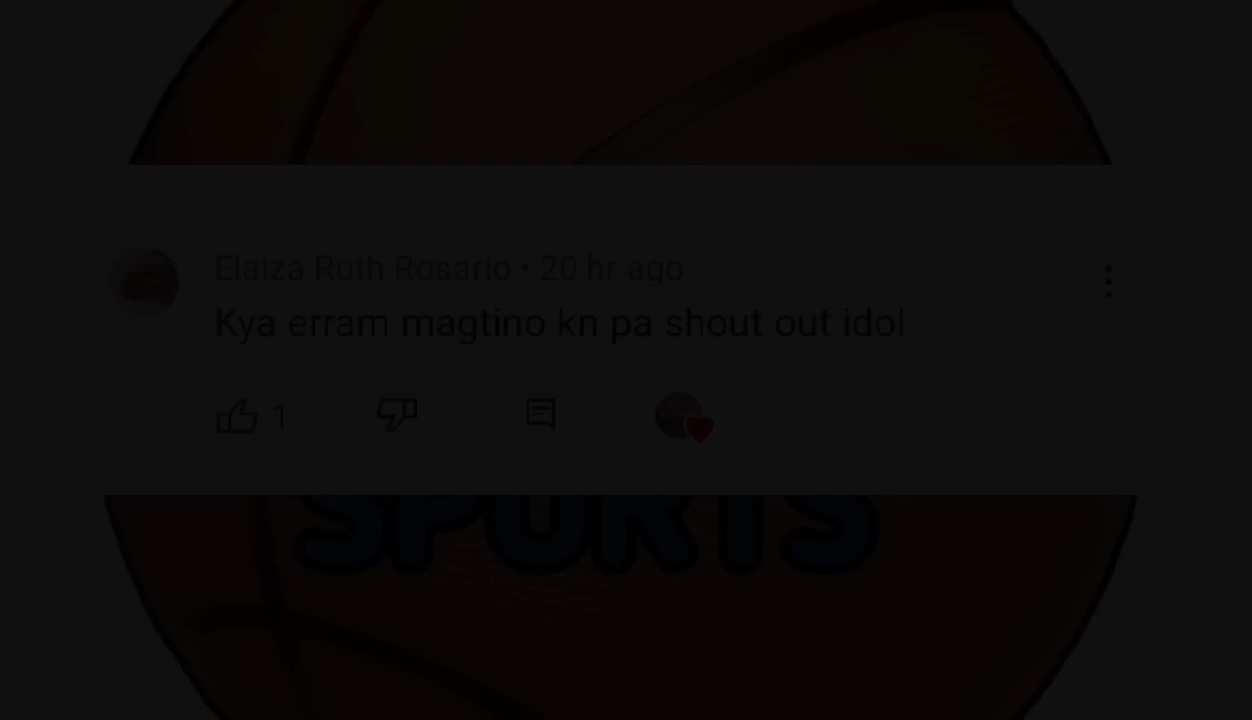 Elaiza Ruth Rosario • 20 hr ago
Kya erram magtino kn pa shout out idol
1
SPORTS